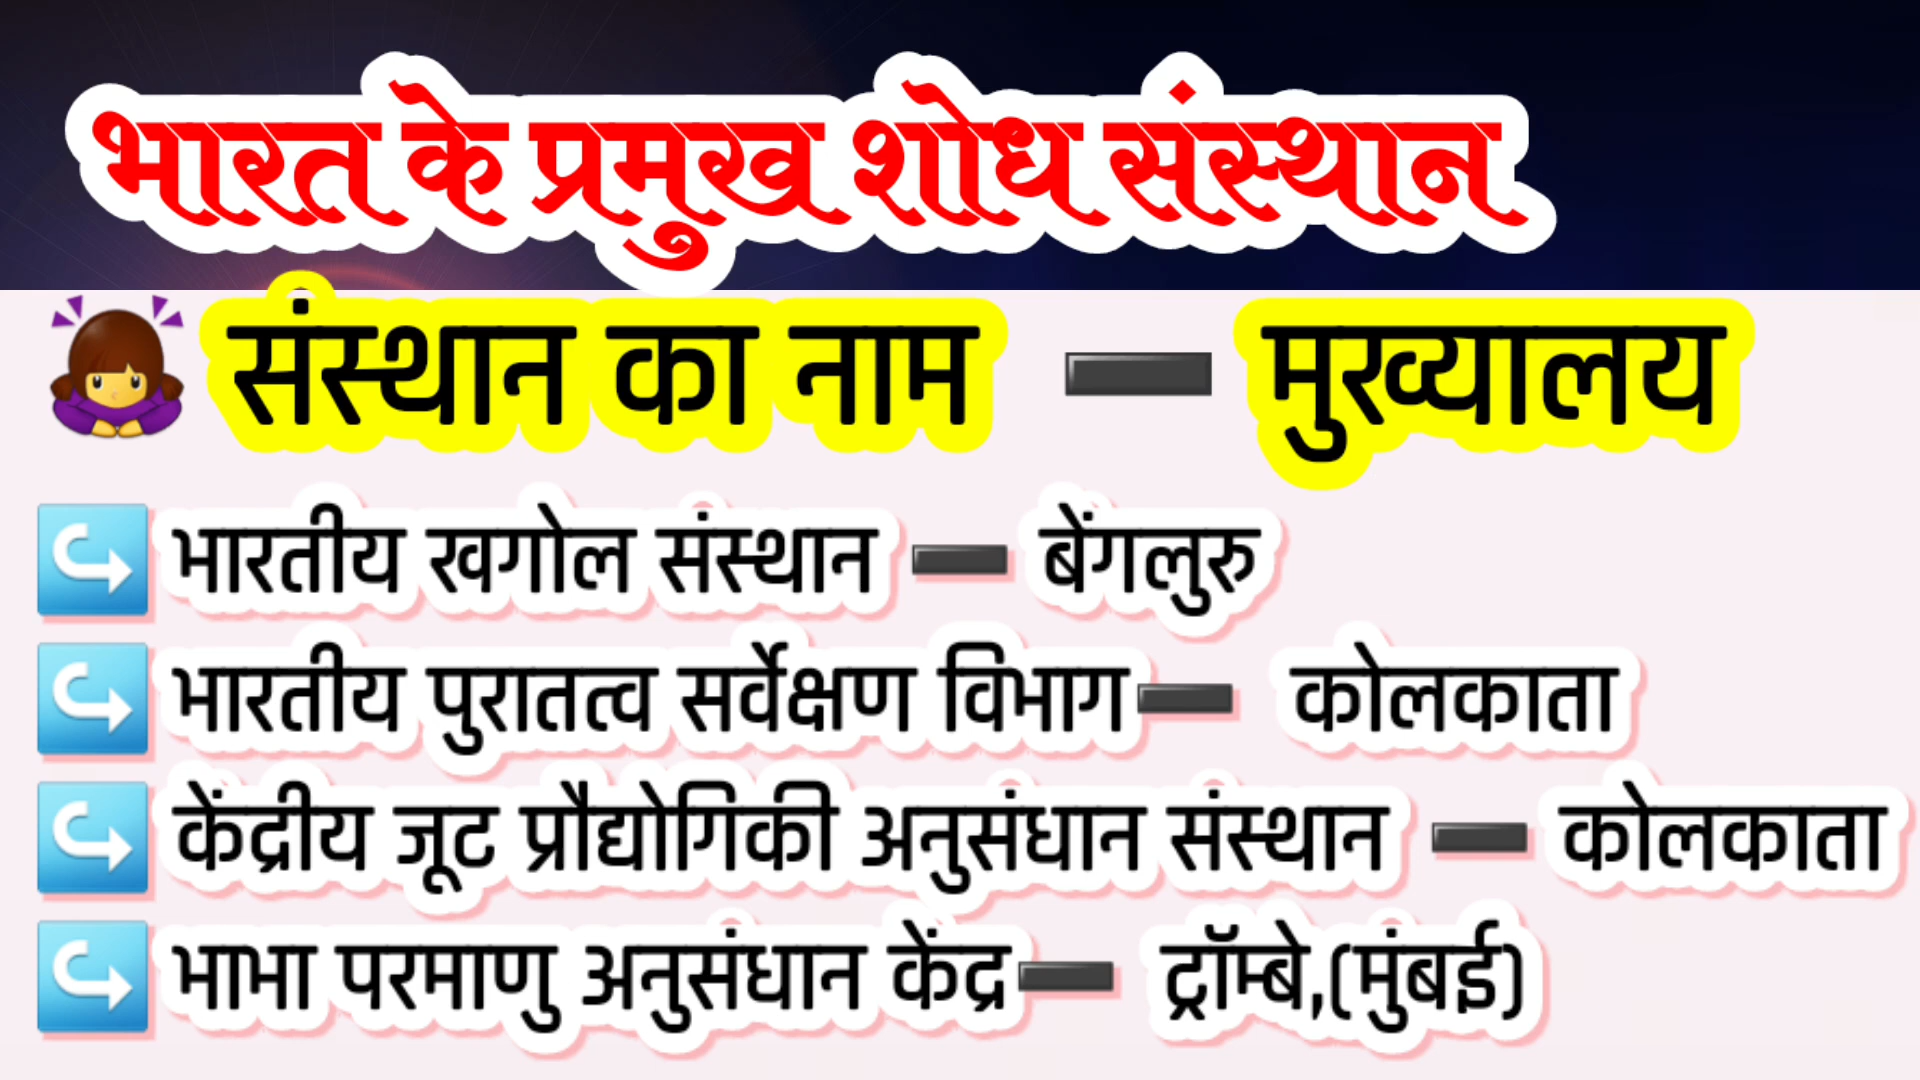 भारत के प्रमुख शोध संस्थान
संस्थान का नाम ➖ मुख्यालय
भारतीय खगोल संस्थान ➖ बेंगलुरु
भारतीय पुरातत्व सर्वेक्षण विभाग➖ कोलकाता
केंद्रीय जूट प्रौद्योगिकी अनुसंधान संस्थान ➖ कोलकाता
भाभा परमाणु अनुसंधान केंद्र➖ ट्रॉम्बे,(मुंबई)